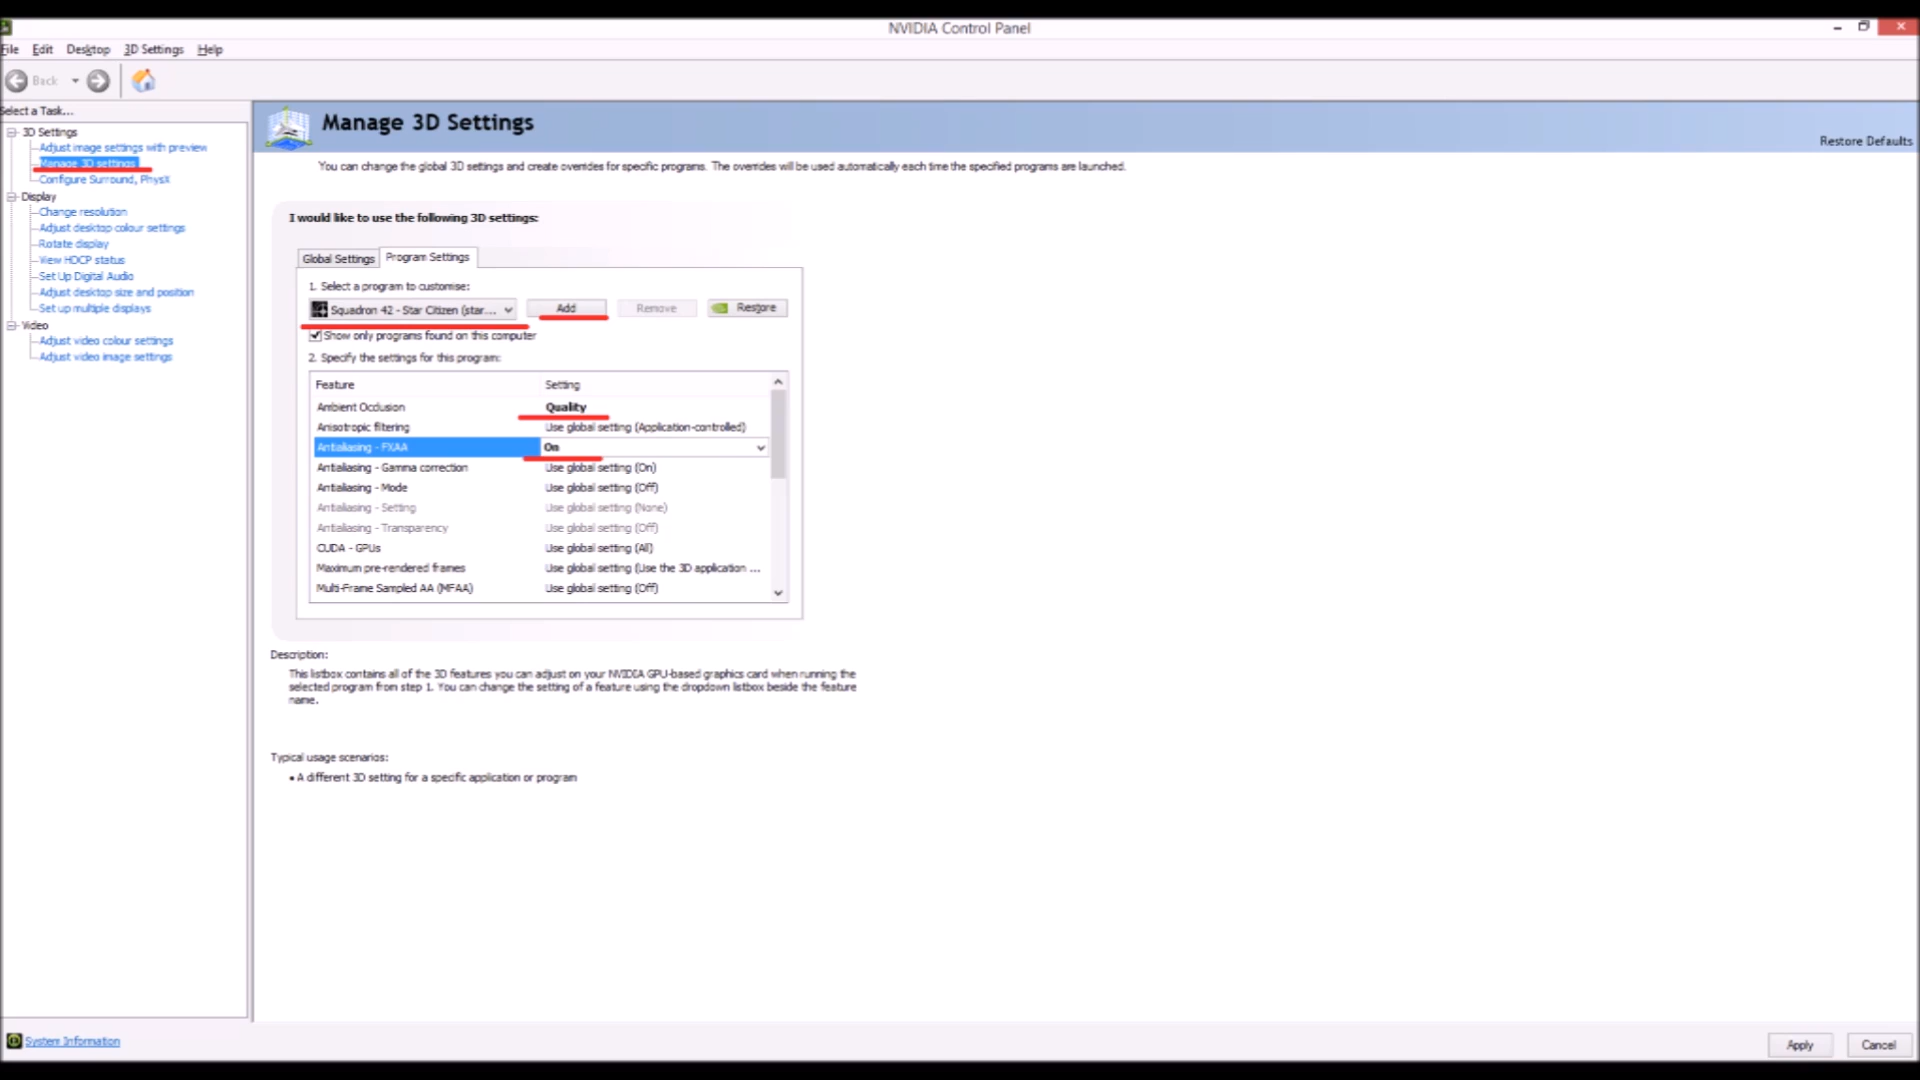 NVIDIA Control Panel
File Edit Desktop 3D Settings Help
Back
Select a Task...
3D Settings
Adjust image settings with preview
Manage 3D settings
Configure Surround, PhysX
Display
Change resolution
Adjust desktop colour settings
Rotate display
View HDCP status
Set Up Digital Audio
Adjust desktop size and position
Set up multiple displays
Video
Adjust video colour settings
Adjust video image settings
System Information
Manage 3D Settings
Restore Defaults
You can change the global 3D settings and create overrides for specific programs. The overrides will be used automatically each time the specified programs are launched.
I would like to use the following 3D settings:
Global Settings Program Settings
1. Select a program to customise:
Squadron 42 - Star Citizen (star... Add Remove Restore
Show only programs found on this computer
2. Specify the settings for this program:
Feature Setting
Ambient Occlusion Quality
Anisotropic filtering Use global setting (Application-controlled)
Antialiasing - FXAA On
Antialiasing - Gamma correction Use global setting (On)
Antialiasing - Mode Use global setting (Off)
Antialiasing - Setting Use global setting (None)
Antialiasing - Transparency Use global setting (Off)
CUDA - GPUs Use global setting (All)
Maximum pre-rendered frames Use global setting (Use the 3D application ...
Multi-Frame Sampled AA (MFAA) Use global setting (Off)
Description:
This listbox contains all of the 3D features you can adjust on your NVIDIA GPU-based graphics card when running the
selected program from step 1. You can change the setting of a feature using the dropdown listbox beside the feature
name.
Typical usage scenarios:
• A different 3D setting for a specific application or program
Apply Cancel